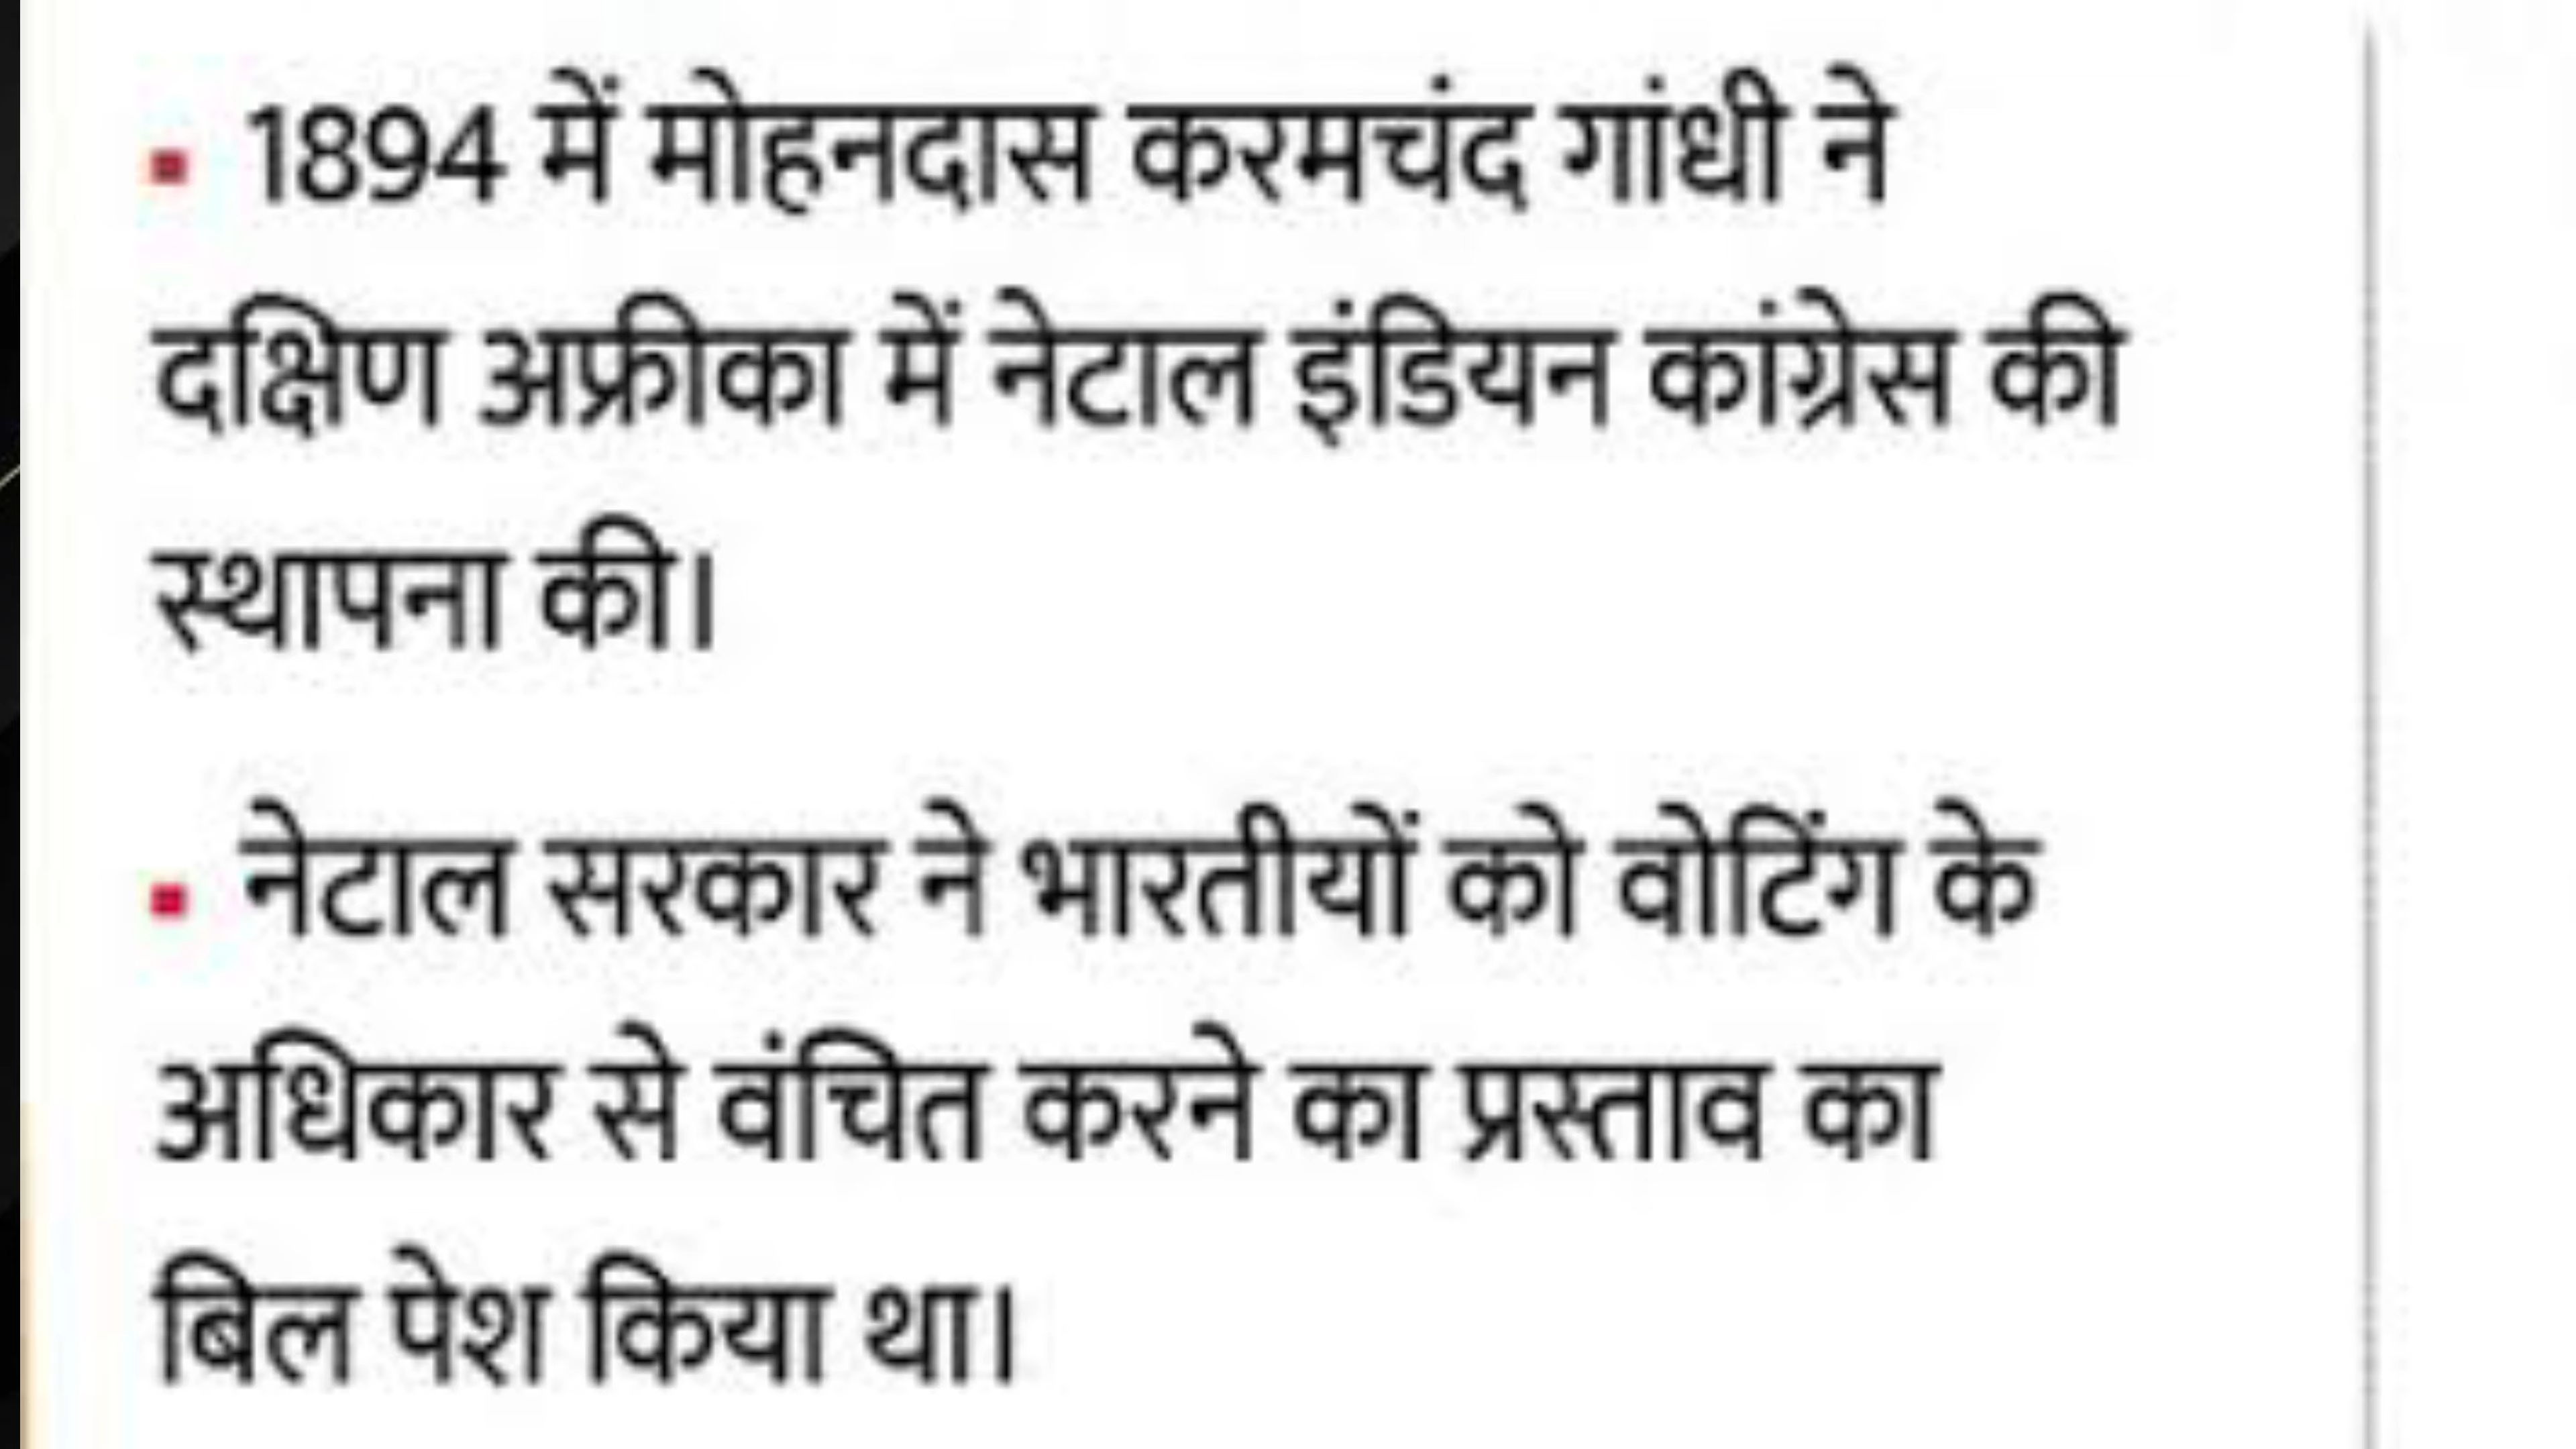 ▪ 1894 में मोहनदास करमचंद गांधी ने
दक्षिण अफ्रीका में नेटाल इंडियन कांग्रेस की
स्थापना की।
▪ नेटाल सरकार ने भारतीयों को वोटिंग के
अधिकार से वंचित करने का प्रस्ताव का
बिल पेश किया था।